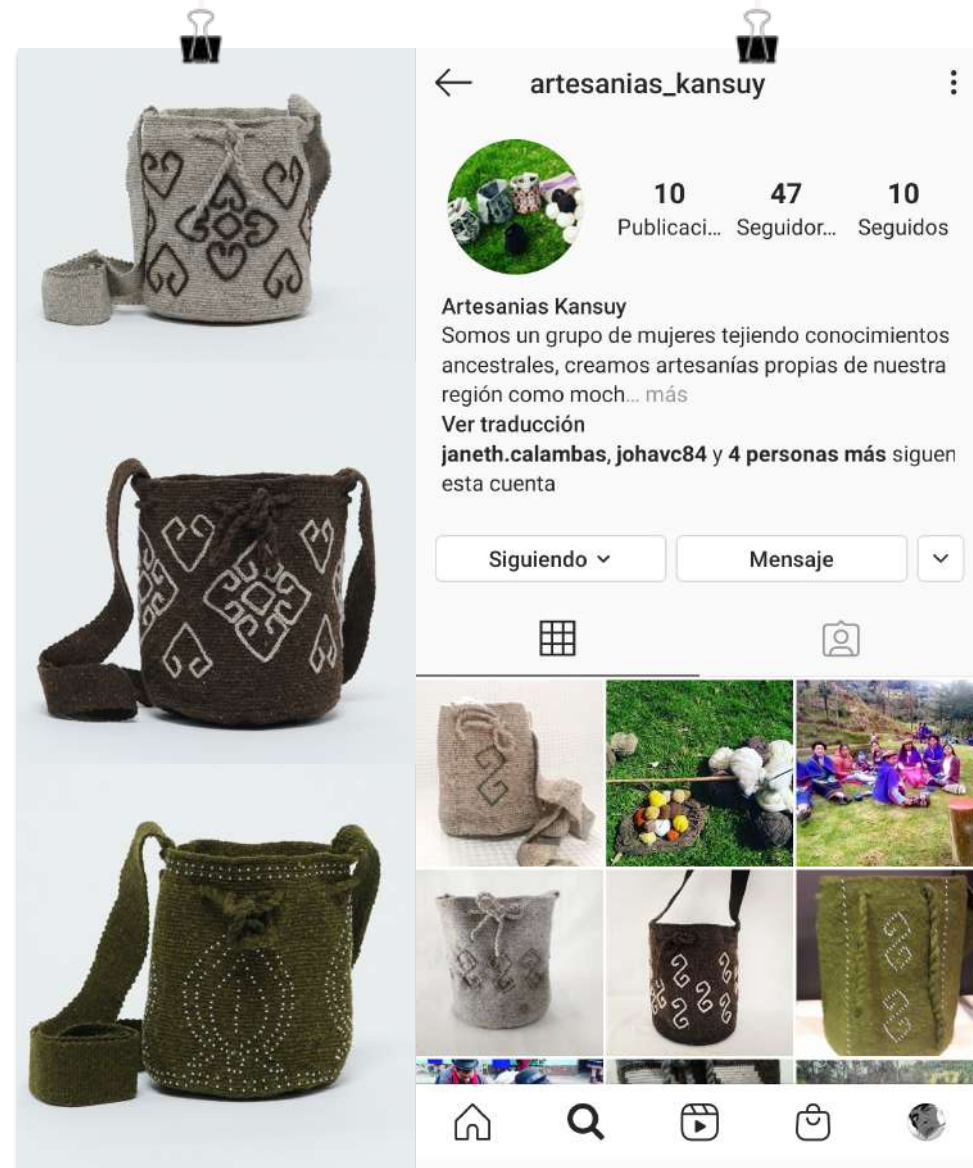 artesanias_kansuy
10 47 10
Publicaci... Seguidor... Seguidos
Artesanias Kansuy
Somos un grupo de mujeres tejiendo conocimientos
ancestrales, creamos artesanías propias de nuestra
región como moch... más
Ver traducción
janeth.calambas, johavc84 y 4 personas más siguen
esta cuenta
Siguiendo Mensaje